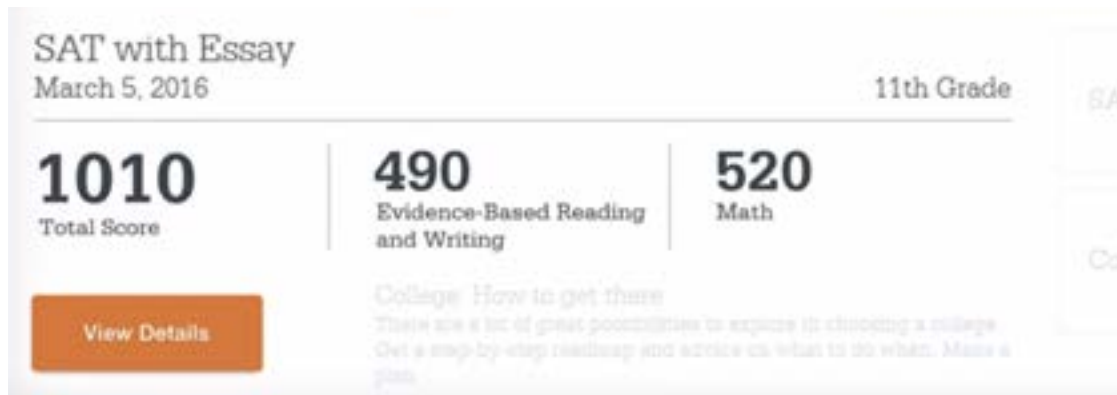 SAT with Essay
March 5, 2016
11th Grade
1010
Total Score
490
Evidence-Based Reading
and Writing
520
Math
View Details
College: How to get there
There are a lot of great possibilities to explore in choosing a college.
Get a step-by-step roadmap and advice on what to do when. Make a
plan.
SA
Co